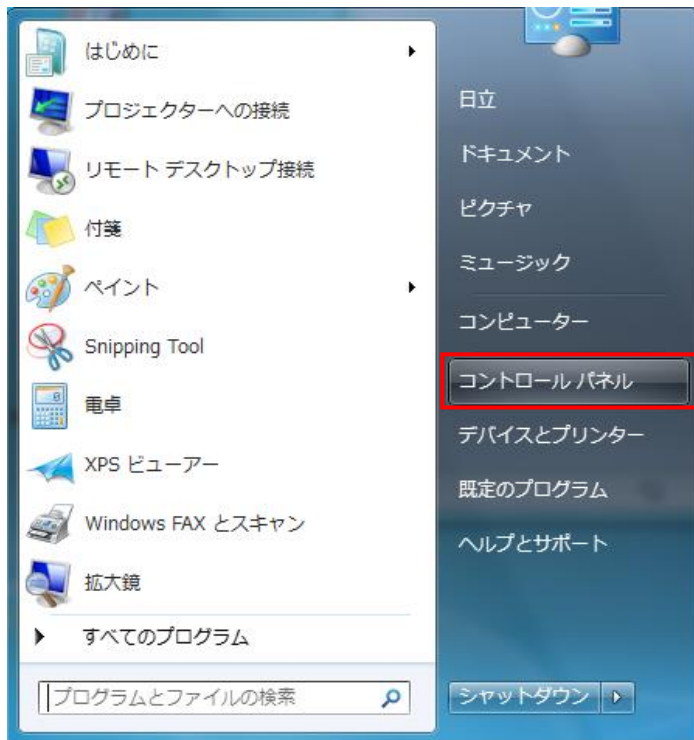 はじめに
プロジェクターへの接続
リモート デスクトップ接続
付箋
ペイント
Snipping Tool
電卓
XPS ビューアー
Windows FAX とスキャン
拡大鏡
すべてのプログラム
プログラムとファイルの検索
日立
ドキュメント
ピクチャ
ミュージック
コンピューター
コントロール パネル
デバイスとプリンター
既定のプログラム
ヘルプとサポート
シャットダウン